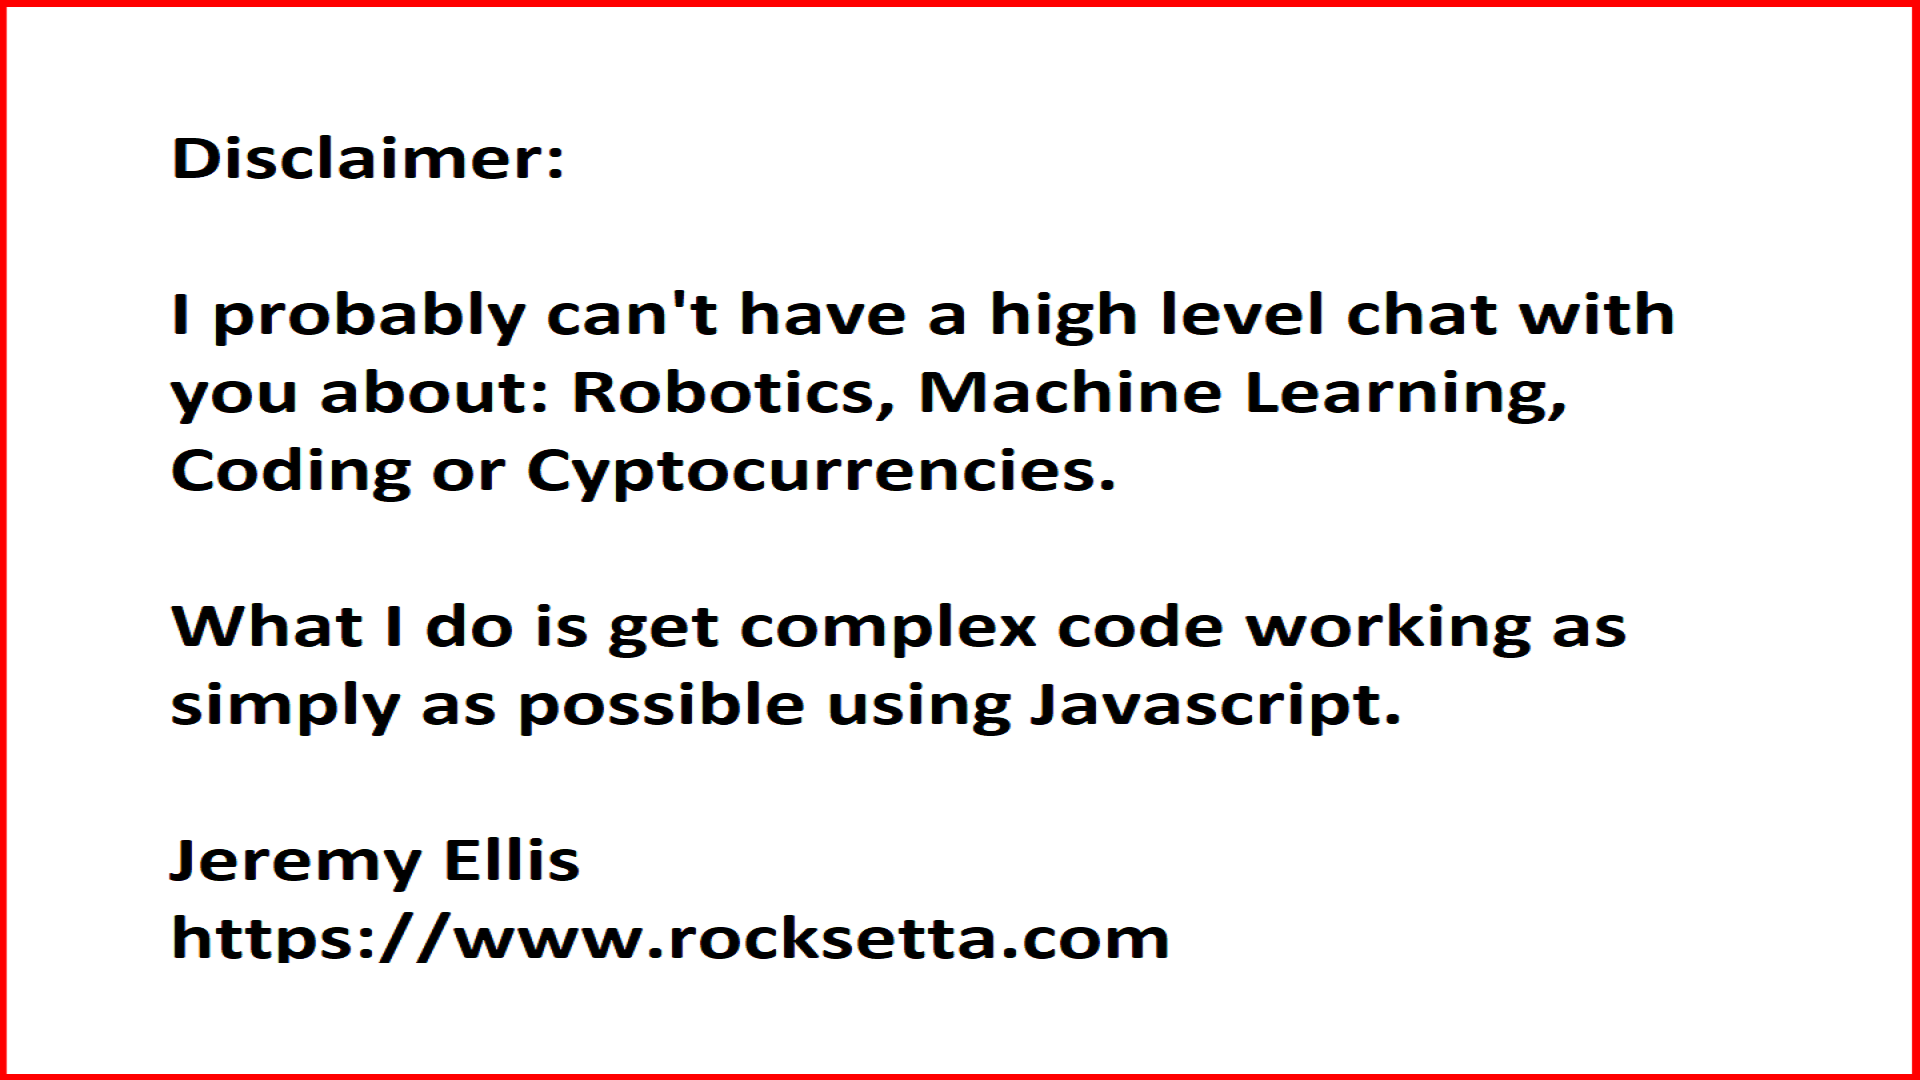 Disclaimer:
I probably can't have a high level chat with
you about: Robotics, Machine Learning,
Coding or Cyptocurrencies.
What I do is get complex code working as
simply as possible using Javascript.
Jeremy Ellis
https://www.rocksetta.com